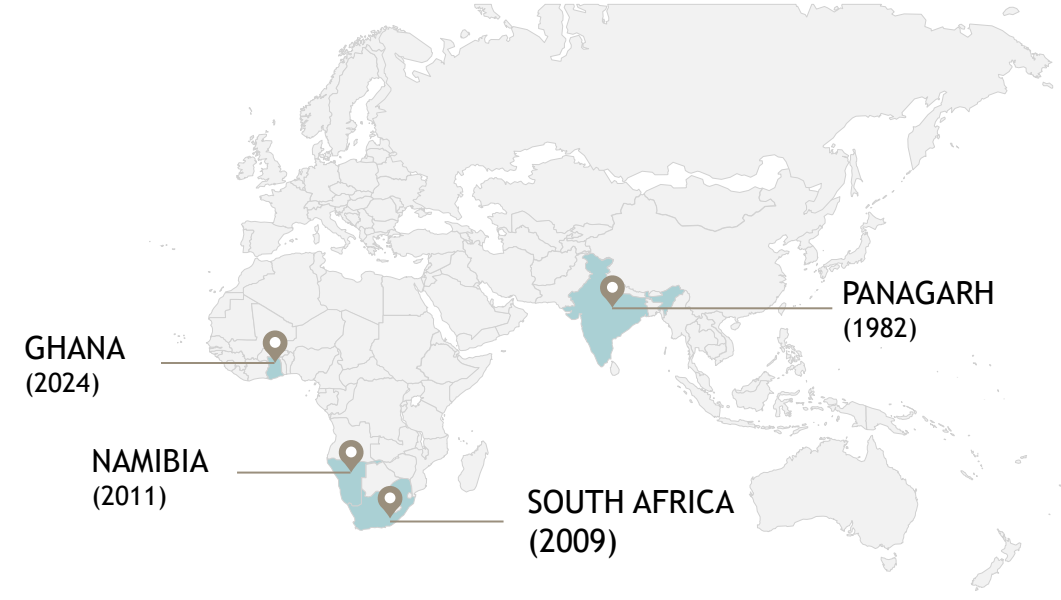 PANAGARH
(1982)
GHANA
(2024)
NAMIBIA
(2011)
SOUTH AFRICA
(2009)